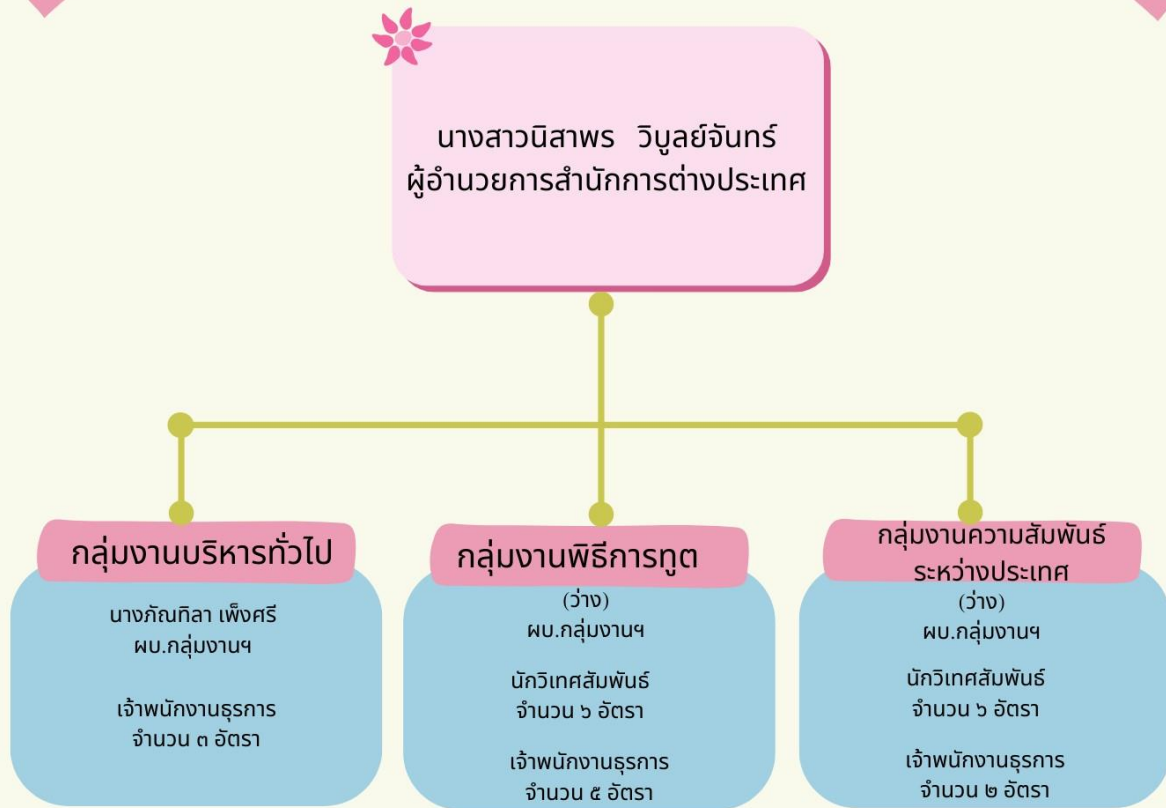 นางสาวนิสาพร วิบูลย์จันทร์
ผู้อำนวยการสำนักการต่างประเทศ
กลุ่มงานบริหารทั่วไป
นางภัณฑิลา เพ็งศรี
ผบ.กลุ่มงานฯ
เจ้าพนักงานธุรการ
จำนวน ๓ อัตรา
กลุ่มงานพิธีการทูต
(ว่าง)
ผบ.กลุ่มงานฯ
นักวิเทศสัมพันธ์
จำนวน ๖ อัตรา
เจ้าพนักงานธุรการ
จำนวน ๕ อัตรา
กลุ่มงานความสัมพันธ์
ระหว่างประเทศ
(ว่าง)
ผบ.กลุ่มงานฯ
นักวิเทศสัมพันธ์
จำนวน ๖ อัตรา
เจ้าพนักงานธุรการ
จำนวน ๒ อัตรา